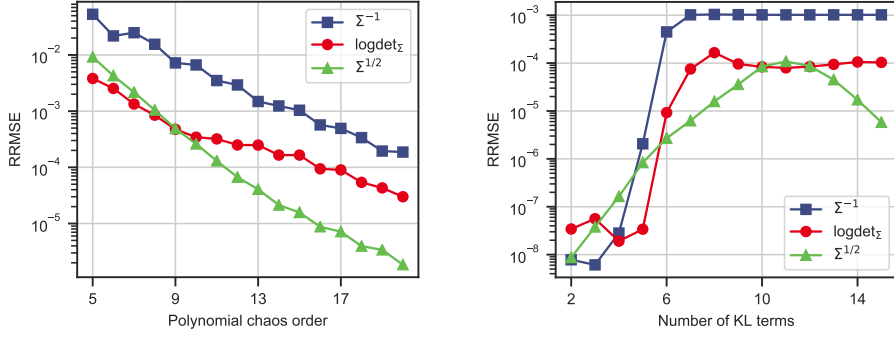 10⁻²
10⁻³
10⁻⁴
10⁻⁵
RRMSE
5
9
13
17
Polynomial chaos order
Σ⁻¹
logdet_Σ
Σ^{1/2}
10⁻³
10⁻⁴
10⁻⁵
10⁻⁶
10⁻⁷
10⁻⁸
RRMSE
2
6
10
14
Number of KL terms
Σ⁻¹
logdet_Σ
Σ^{1/2}